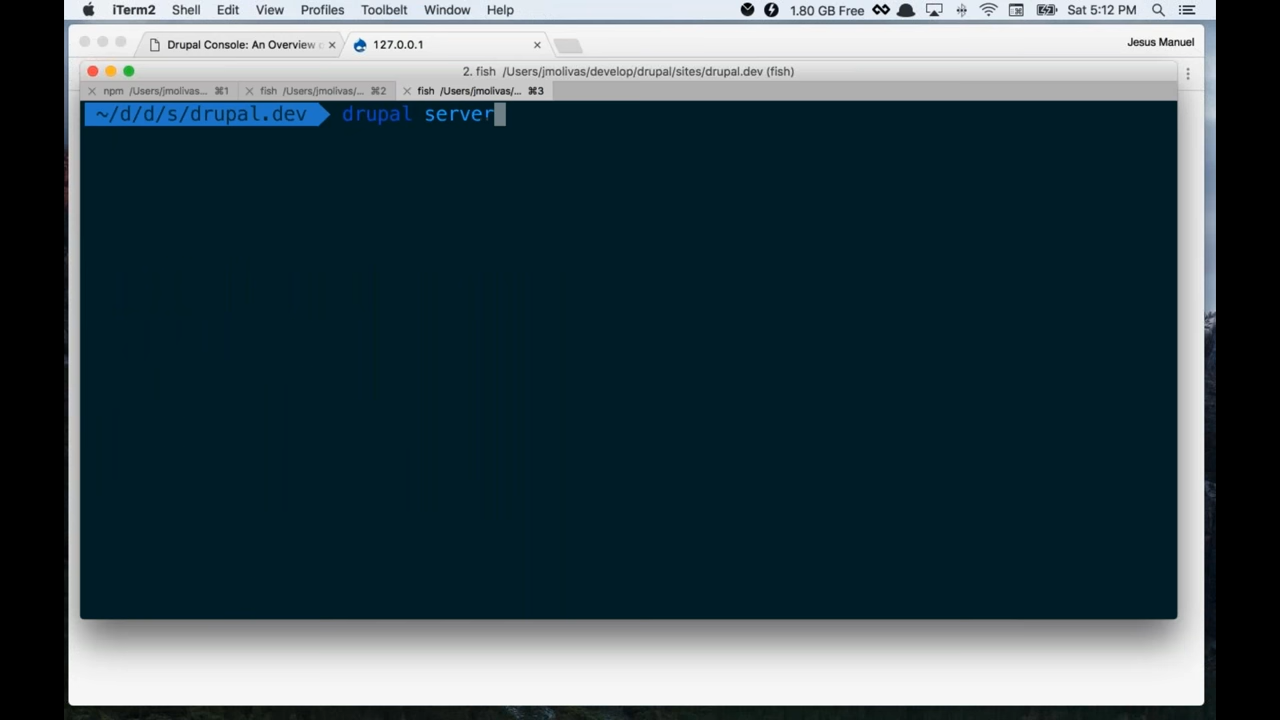 iTerm2 Shell Edit View Profiles Toolbelt Window Help 1.80 GB Free Sat 5:12 PM
Drupal Console: An Overview 127.0.0.1 Jesus Manuel
2. fish /Users/jmolivas/develop/drupal/sites/drupal.dev (fish)
npm /Users/jmolivas... ⌘1 fish /Users/jmolivas/... ⌘2 fish /Users/jmolivas/... ⌘3
~/d/d/s/drupal.dev drupal server